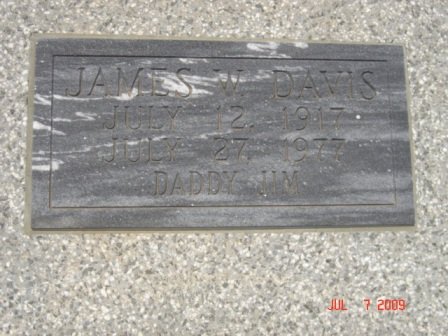 JAMES W. DAVIS
JULY 12, 1917
JULY 27, 1977
DADDY JIM
JUL 7 2009